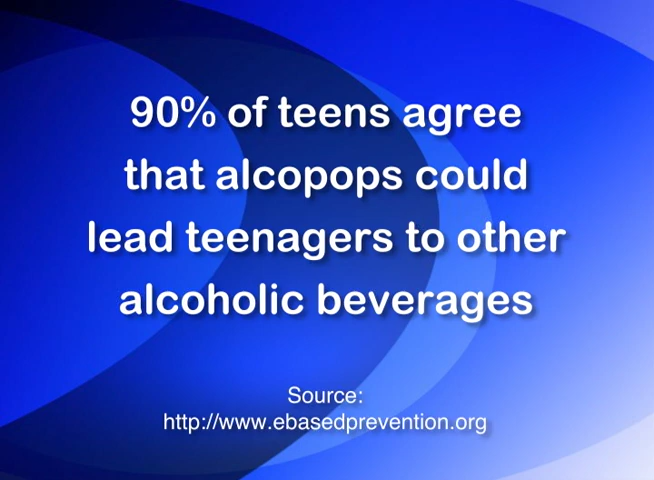 90% of teens agree
that alcopops could
lead teenagers to other
alcoholic beverages
Source:
http://www.ebasedprevention.org